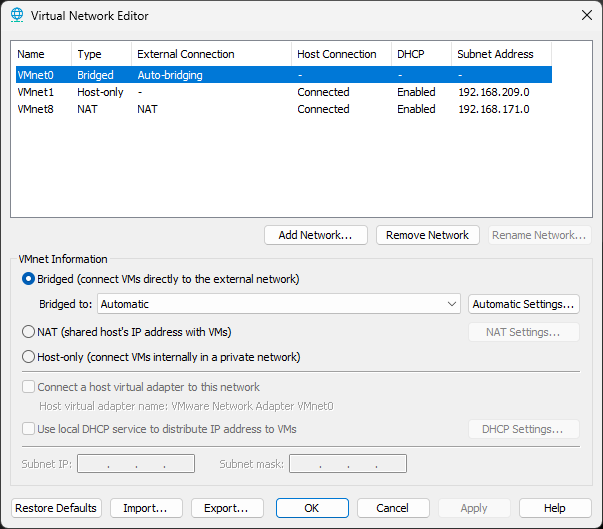 Virtual Network Editor
Name Type External Connection Host Connection DHCP Subnet Address
VMnet0 Bridged Auto-bridging - - -
VMnet1 Host-only - Connected Enabled 192.168.209.0
VMnet8 NAT NAT Connected Enabled 192.168.171.0
Add Network... Remove Network Rename Network...
VMnet Information
Bridged (connect VMs directly to the external network)
Bridged to: Automatic Automatic Settings...
NAT (shared host's IP address with VMs) NAT Settings...
Host-only (connect VMs internally in a private network)
Connect a host virtual adapter to this network
Host virtual adapter name: VMware Network Adapter VMnet0
Use local DHCP service to distribute IP address to VMs DHCP Settings...
Subnet IP: . . . Subnet mask: . . .
Restore Defaults Import... Export... OK Cancel Apply Help